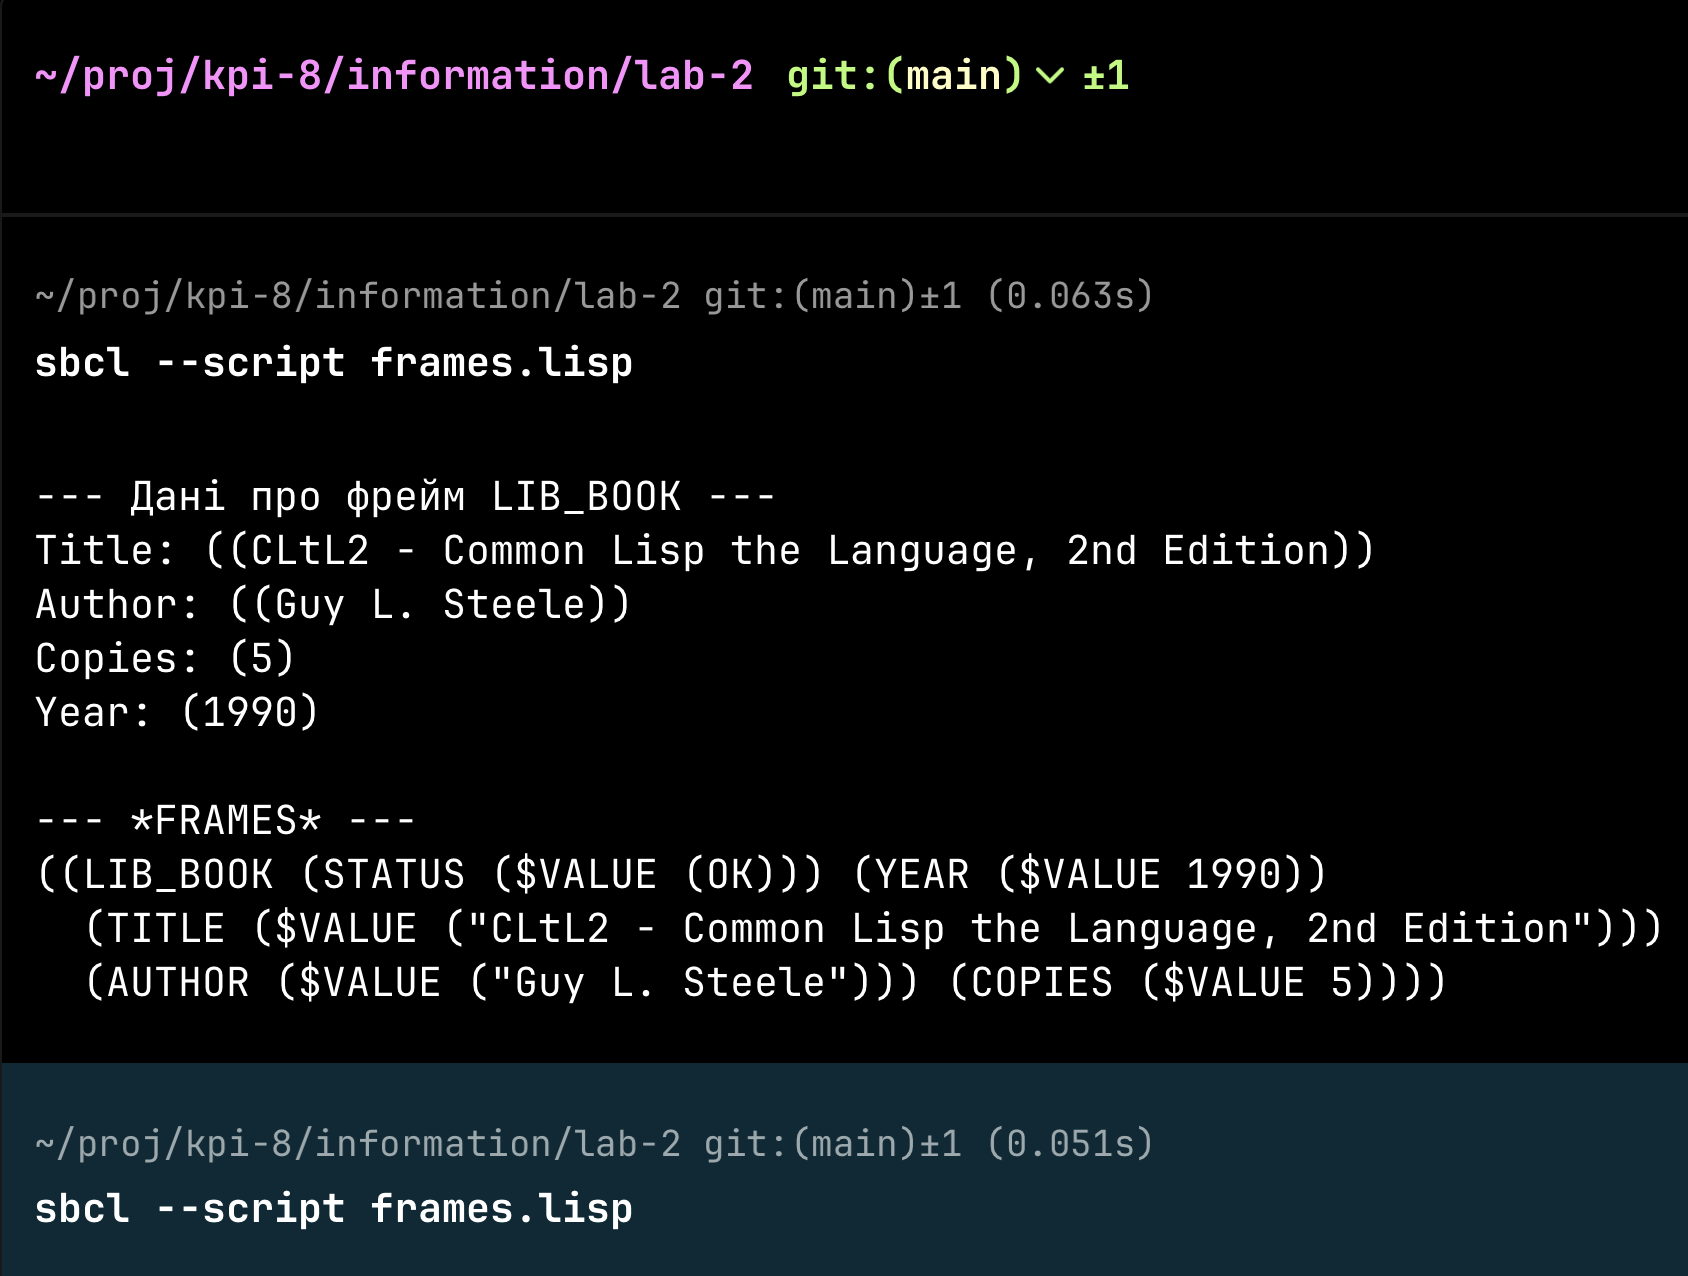 ~/proj/kpi-8/information/lab-2 git:(main) ±1
~/proj/kpi-8/information/lab-2 git:(main)±1 (0.063s)
sbcl --script frames.lisp
--- Дані про фрейм LIB_BOOK ---
Title: ((CLtL2 - Common Lisp the Language, 2nd Edition))
Author: ((Guy L. Steele))
Copies: (5)
Year: (1990)
--- *FRAMES* ---
((LIB_BOOK (STATUS ($VALUE (OK))) (YEAR ($VALUE 1990))
  (TITLE ($VALUE ("CLtL2 - Common Lisp the Language, 2nd Edition")))
  (AUTHOR ($VALUE ("Guy L. Steele"))) (COPIES ($VALUE 5))))
~/proj/kpi-8/information/lab-2 git:(main)±1 (0.051s)
sbcl --script frames.lisp